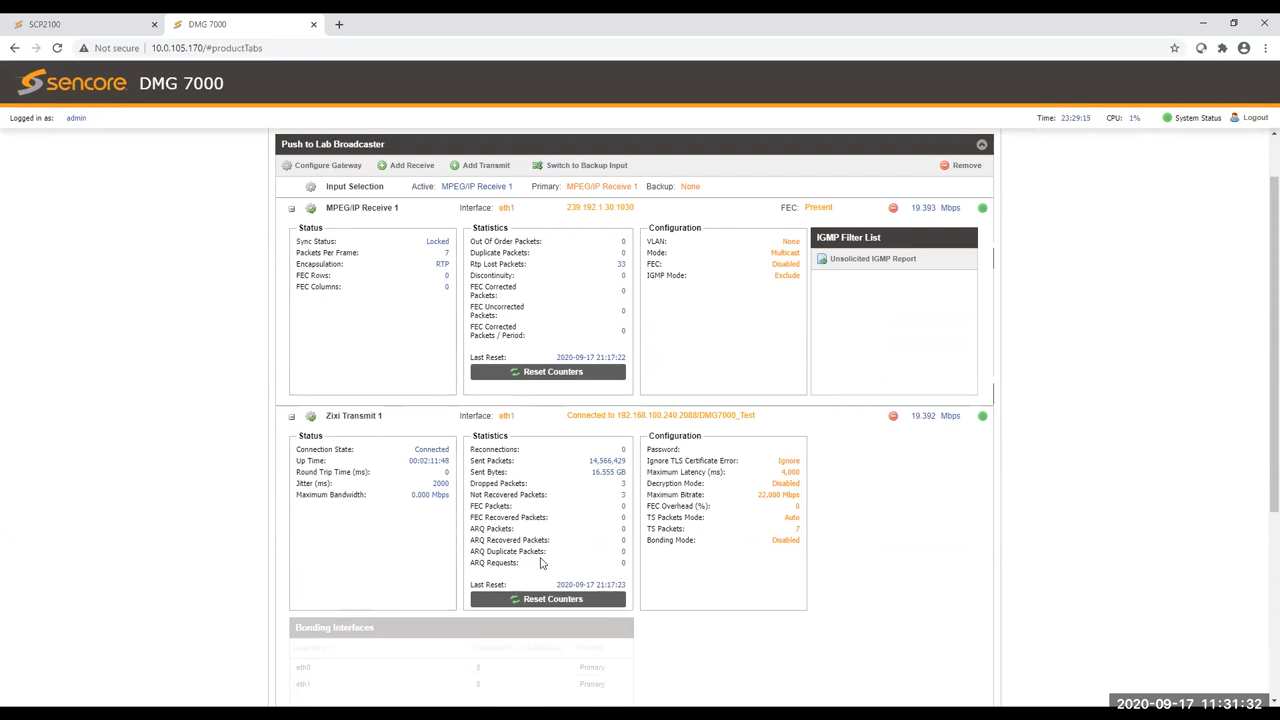 SCP2100
DMG 7000
Not secure 10.0.105.170/#productTabs
sencore DMG 7000
Logged in as: admin Time: 23:29:15 CPU: 1% System Status Logout
Push to Lab Broadcaster
Configure Gateway Add Receive Add Transmit Switch to Backup Input Remove
Input Selection Active: MPEG/IP Receive 1 Primary: MPEG/IP Receive 1 Backup: None
MPEG/IP Receive 1 Interface: eth1 239.192.1.30:1030 FEC: Present 19.393 Mbps
Status
Sync Status: Locked
Packets Per Frame: 7
Encapsulation: RTP
FEC Rows: 0
FEC Columns: 0
Statistics
Out Of Order Packets: 0
Duplicate Packets: 0
Rtp Lost Packets: 33
Discontinuity: 0
FEC Corrected
Packets: 0
FEC Uncorrected
Packets: 0
FEC Corrected
Packets / Period: 0
Last Reset: 2020-09-17 21:17:22
Reset Counters
Configuration
VLAN: None
Mode: Multicast
FEC: Disabled
IGMP Mode: Exclude
IGMP Filter List
Unsolicited IGMP Report
Zixi Transmit 1 Interface: eth1 Connected to 192.168.100.240:2088/DMG7000_Test 19.392 Mbps
Status
Connection State: Connected
Up Time: 00:02:11:48
Round Trip Time (ms): 0
Jitter (ms): 2000
Maximum Bandwidth: 0.000 Mbps
Statistics
Reconnections: 0
Sent Packets: 14,566,429
Sent Bytes: 16.555 GB
Dropped Packets: 3
Not Recovered Packets: 3
FEC Packets: 0
FEC Recovered Packets: 0
ARQ Packets: 0
ARQ Recovered Packets: 0
ARQ Duplicate Packets: 0
ARQ Requests: 0
Last Reset: 2020-09-17 21:17:23
Reset Counters
Configuration
Password:
Ignore TLS Certificate Error: Ignore
Maximum Latency (ms): 4,000
Decryption Mode: Disabled
Maximum Bitrate: 22.000 Mbps
FEC Overhead (%): 0
TS Packets Mode: Auto
TS Packets: 7
Bonding Mode: Disabled
Bonding Interfaces
eth0 0 Primary
eth1 0 Primary
2020-09-17 11:31:32